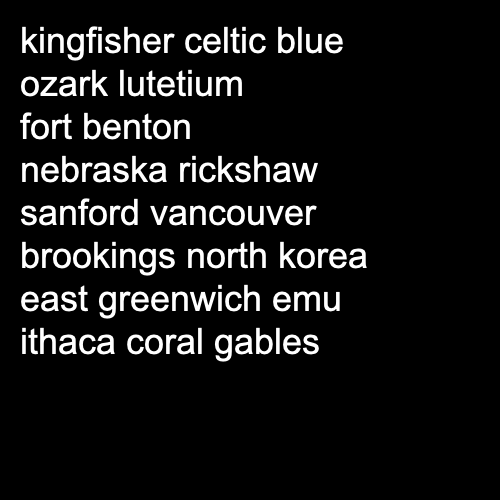 kingfisher celtic blue
ozark lutetium
fort benton
nebraska rickshaw
sanford vancouver
brookings north korea
east greenwich emu
ithaca coral gables